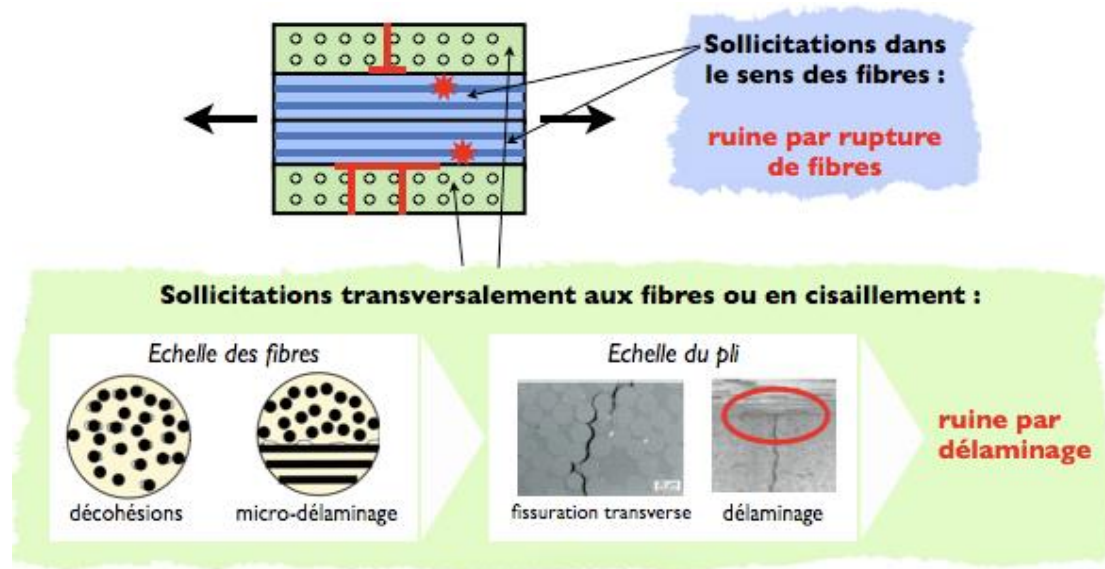 Sollicitations dans
le sens des fibres :
ruine par rupture
de fibres
Sollicitations transversalement aux fibres ou en cisaillement :
Echelle des fibres
décohésions
micro-délaminage
Echelle du pli
fissuration transverse
délaminage
ruine par
délaminage